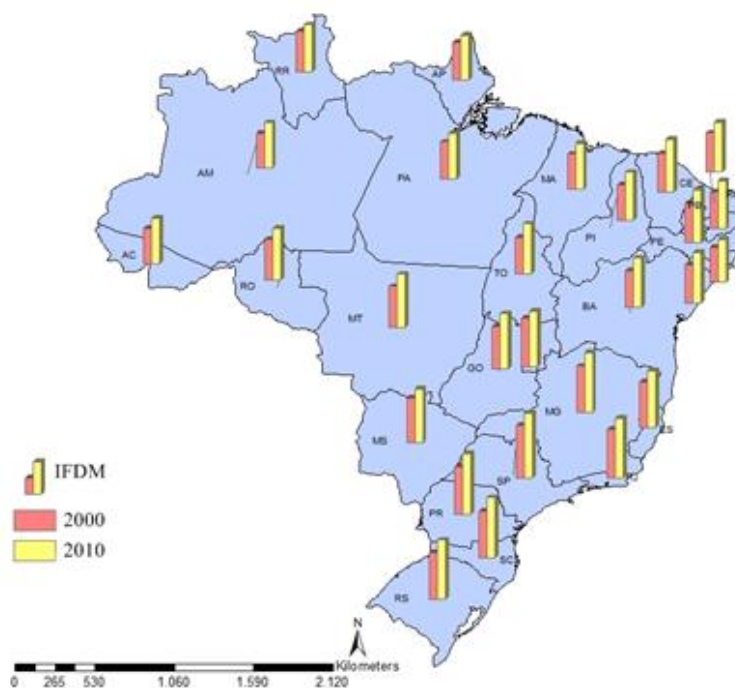 RR
AP
AM
PA
MA
CE
PI
PE
AC
RO
TO
MT
BA
GO
MG
ES
MS
SP
PR
SC
RS
IFDM
2000
2010
N
Kilometers
0 265 530 1.060 1.590 2.120